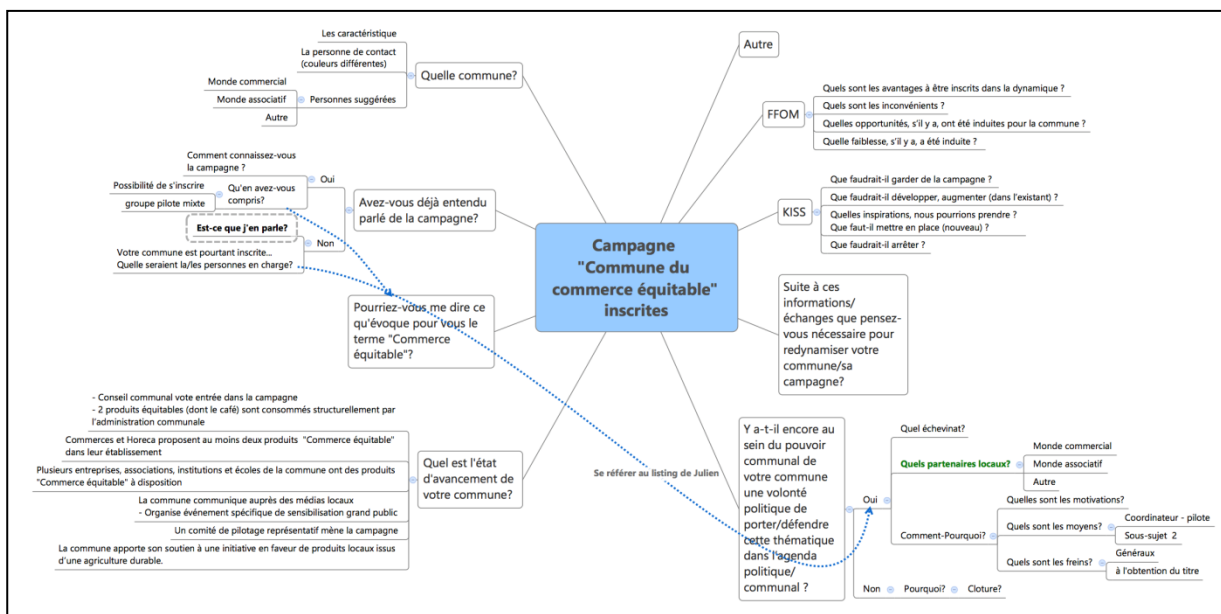 Les caractéristique
La personne de contact
(couleurs différentes)
Monde commercial
Monde associatif
Autre
Personnes suggérées
Quelle commune?
Comment connaissez-vous
la campagne ?
Possibilité de s'inscrire
groupe pilote mixte
Qu'en avez-vous
compris?
Oui
Est-ce que j'en parle?
Votre commune est pourtant inscrite...
Quelle seraient la/les personnes en charge?
Non
Avez-vous déjà entendu
parlé de la campagne?
Pourriez-vous me dire ce
qu'évoque pour vous le
terme "Commerce
équitable"?
- Conseil communal vote entrée dans la campagne
- 2 produits équitables (dont le café) sont consommés structurellement par
l'administration communale
Commerces et Horeca proposent au moins deux produits "Commerce équitable"
dans leur établissement
Plusieurs entreprises, associations, institutions et écoles de la commune ont des produits
"Commerce équitable" à disposition
La commune communique auprès des médias locaux
- Organise événement spécifique de sensibilisation grand public
Un comité de pilotage représentatif mène la campagne
La commune apporte son soutien à une initiative en faveur de produits locaux issus
d'une agriculture durable.
Quel est l'état
d'avancement de
votre commune?
Campagne
"Commune du
commerce équitable"
inscrites
Autre
FFOM
Quels sont les avantages à être inscrits dans la dynamique ?
Quels sont les inconvénients ?
Quelles opportunités, s'il y a, ont été induites pour la commune ?
Quelle faiblesse, s'il y a, a été induite ?
KISS
Que faudrait-il garder de la campagne ?
Que faudrait-il développer, augmenter (dans l'existant) ?
Quelles inspirations, nous pourrions prendre ?
Que faut-il mettre en place (nouveau) ?
Que faudrait-il arrêter ?
Suite à ces
informations/
échanges que pensez-
vous nécessaire pour
redynamiser votre
commune/sa
campagne?
Se référer au listing de Julien
Y a-t-il encore au
sein du pouvoir
communal de
votre commune
une volonté
politique de
porter/défendre
cette thématique
dans l'agenda
politique/
communal ?
Oui
Quel échevinat?
Quels partenaires locaux?
Monde commercial
Monde associatif
Autre
Comment-Pourquoi?
Quelles sont les motivations?
Quels sont les moyens?
Coordinateur - pilote
Sous-sujet 2
Quels sont les freins?
Généraux
à l'obtention du titre
Non
Pourquoi?
Cloture?